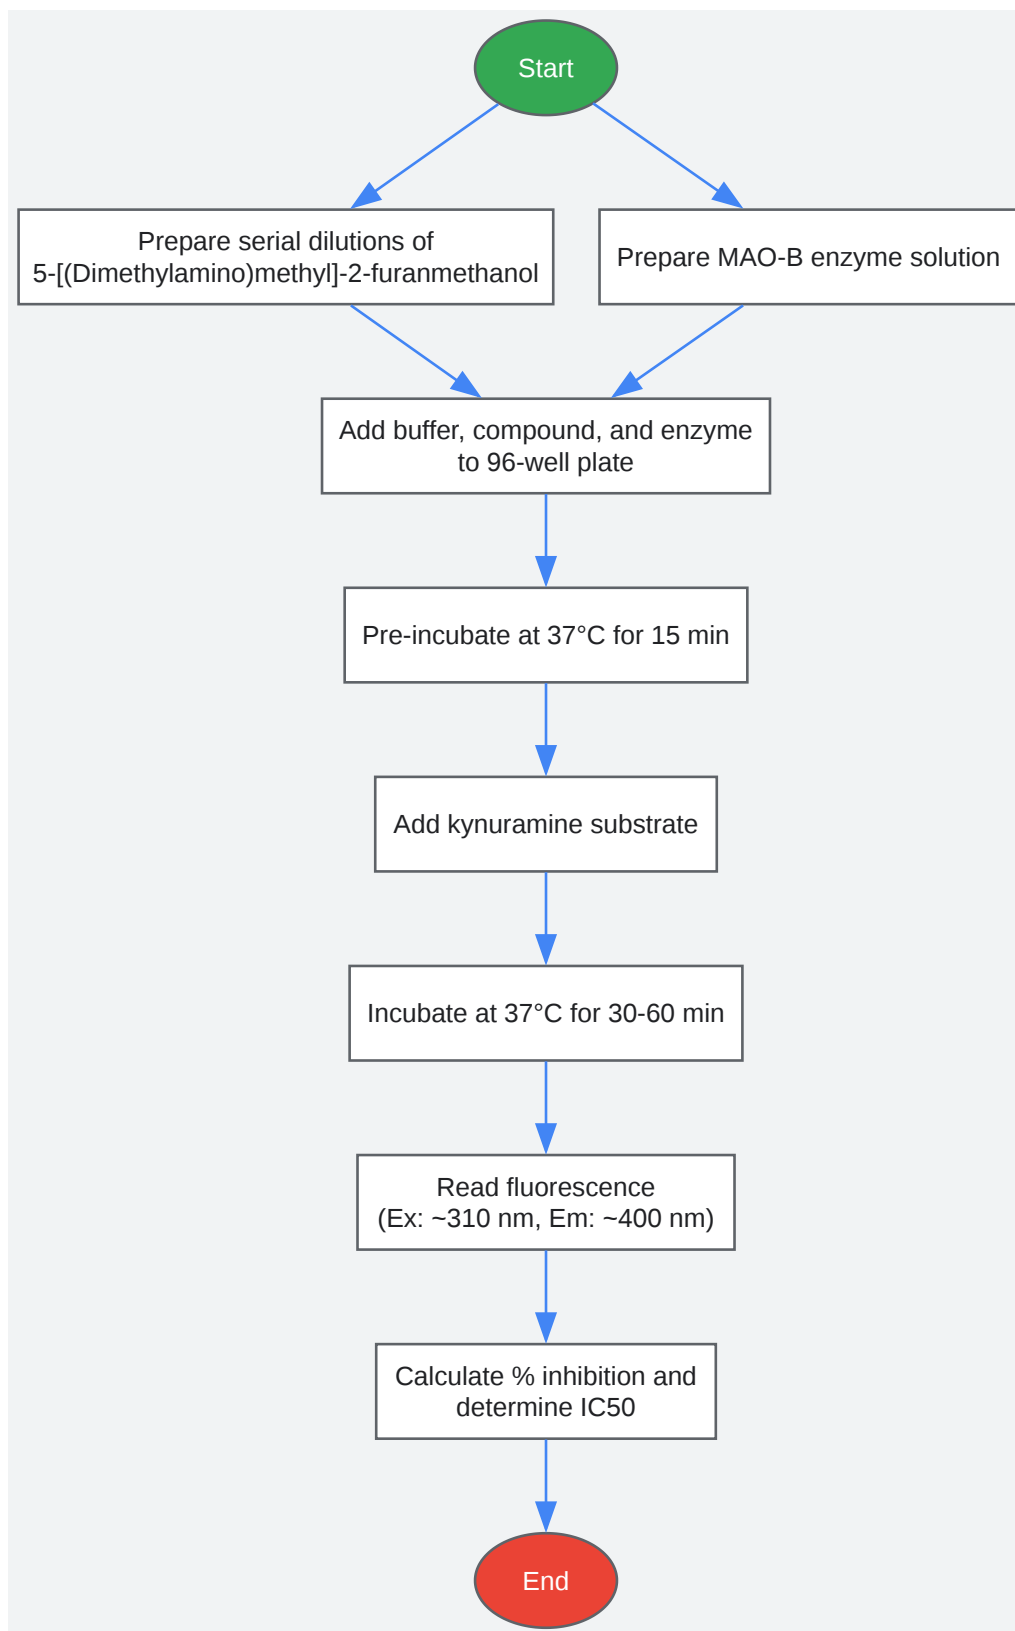 Start
Prepare serial dilutions of
5-[(Dimethylamino)methyl]-2-furanmethanol
Prepare MAO-B enzyme solution
Add buffer, compound, and enzyme
to 96-well plate
Pre-incubate at 37°C for 15 min
Add kynuramine substrate
Incubate at 37°C for 30-60 min
Read fluorescence
(Ex: ~310 nm, Em: ~400 nm)
Calculate % inhibition and
determine IC50
End